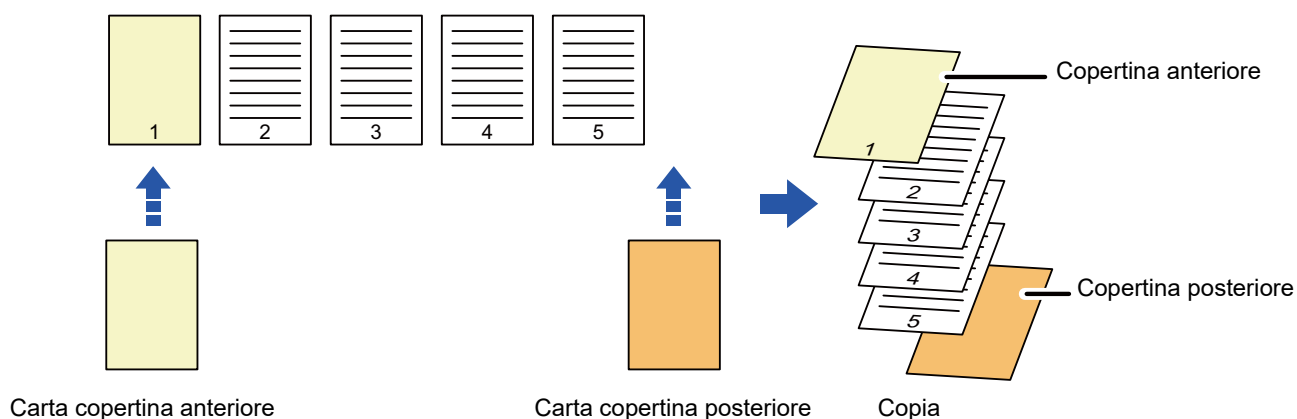 1 2 3 4 5
Copertina anteriore
1
2
3
4
5
Copertina posteriore
Carta copertina anteriore
Carta copertina posteriore
Copia